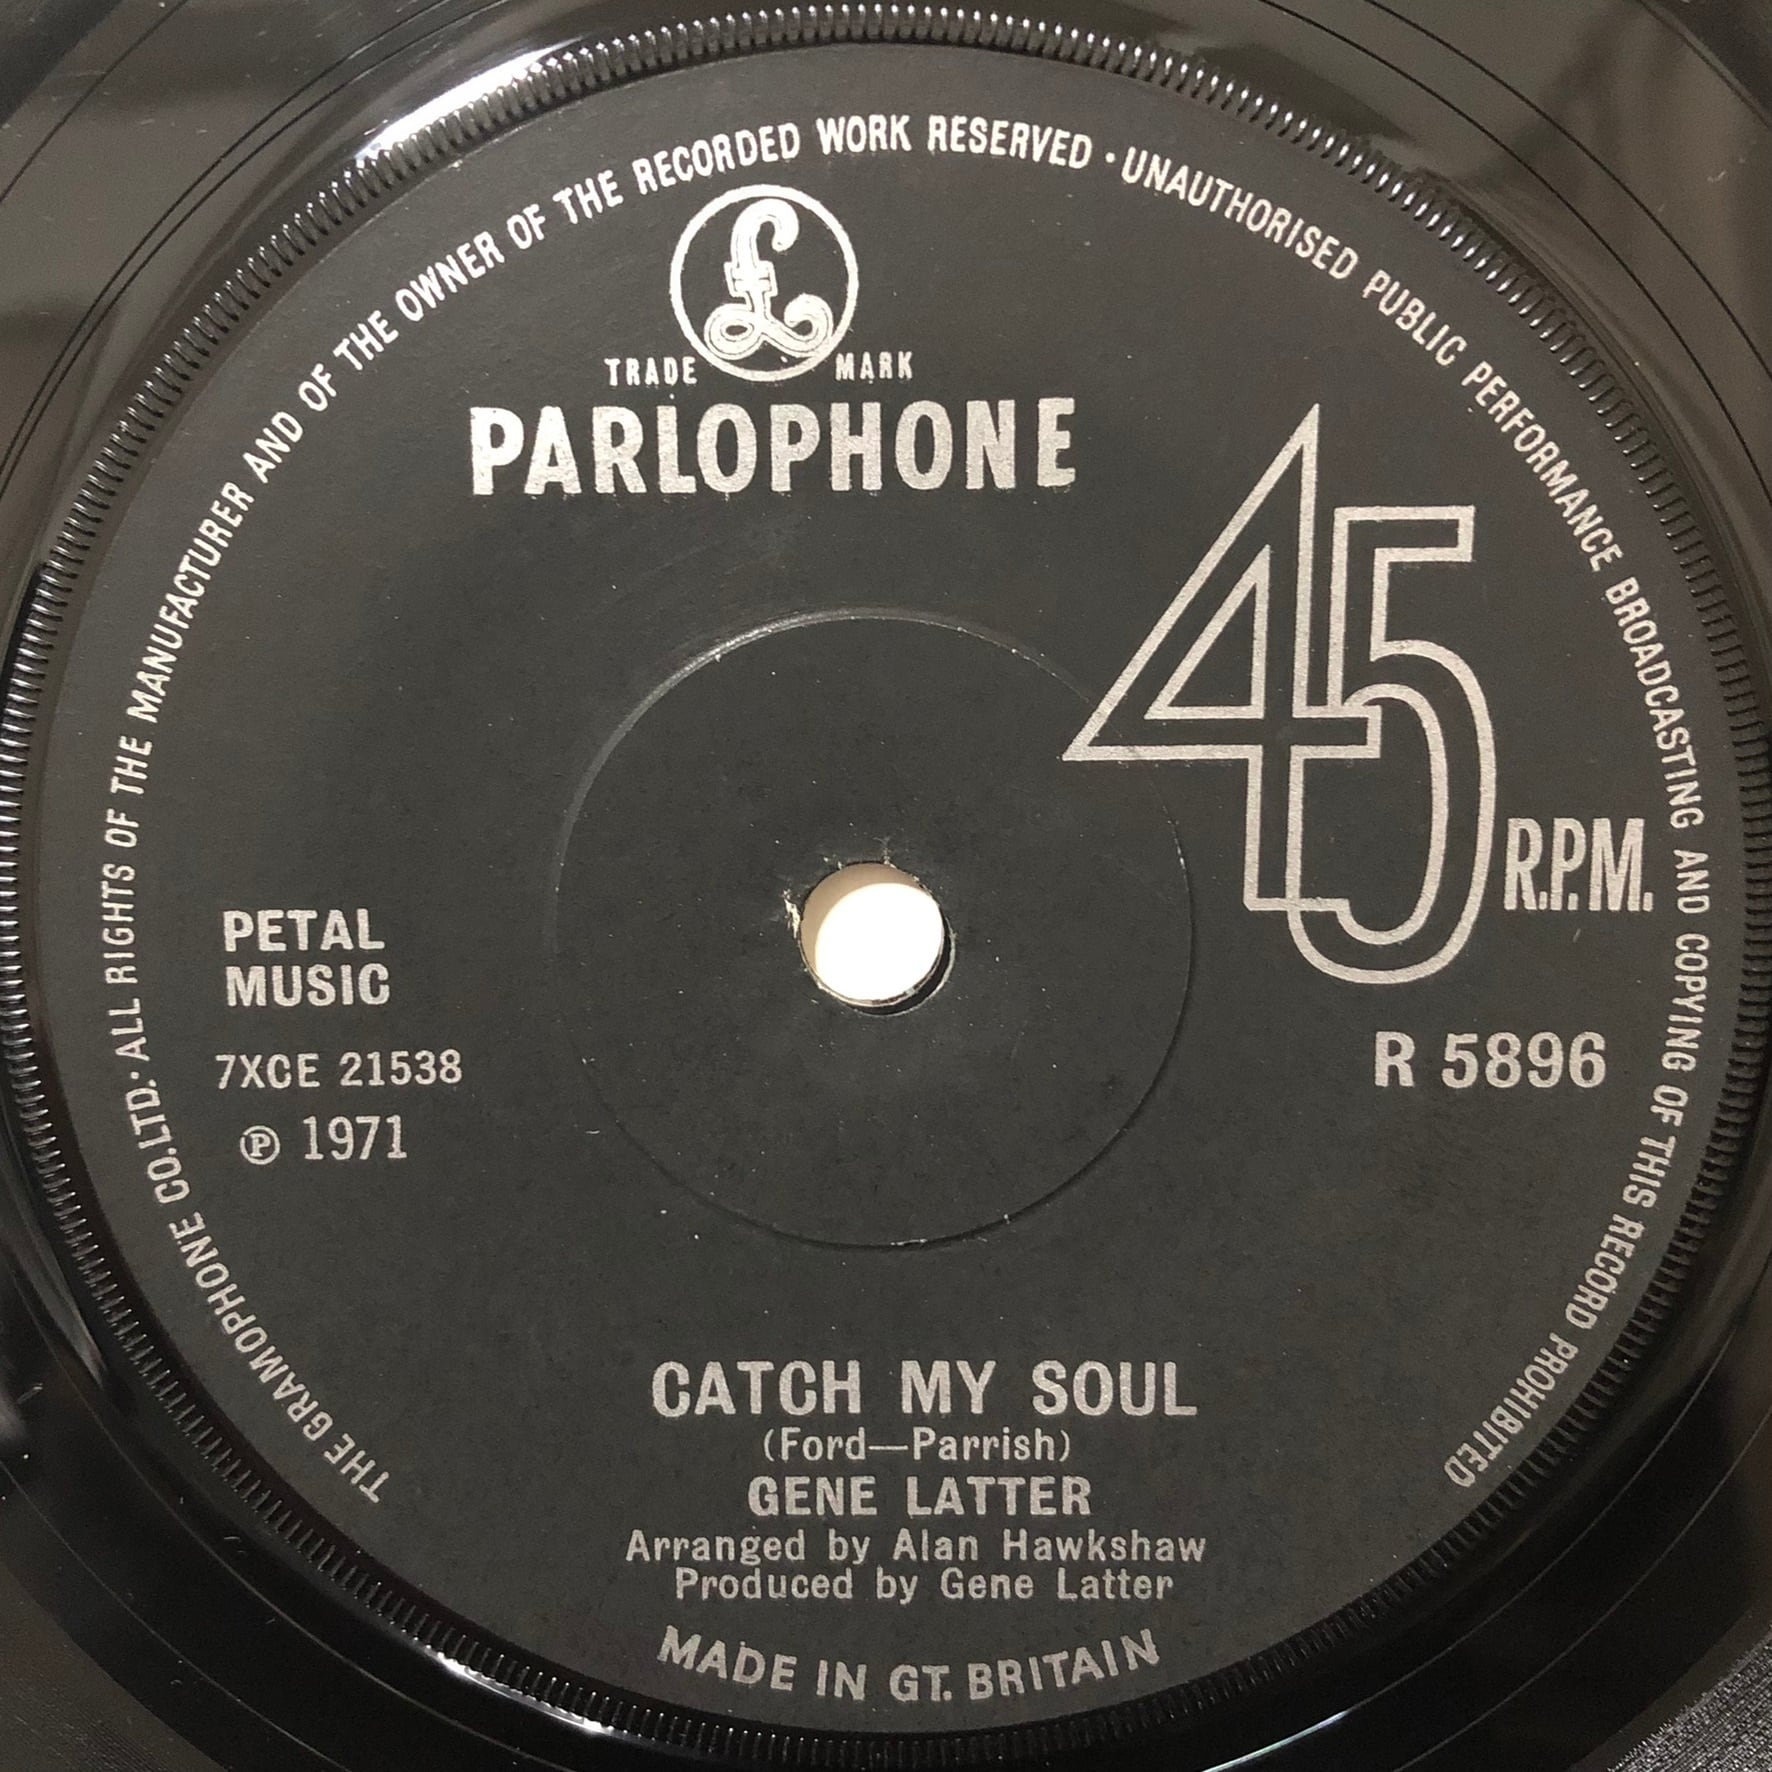 THE GRAMOPHONE CO. LTD. · ALL RIGHTS OF THE MANUFACTURER AND OF THE OWNER OF THE RECORDED WORK RESERVED · UNAUTHORISED PUBLIC PERFORMANCE BROADCASTING AND COPYING OF THIS RECORD PROHIBITED
£
TRADE MARK
PARLOPHONE
45 R.P.M.
PETAL
MUSIC
7XCE 21538
℗ 1971
R 5896
CATCH MY SOUL
(Ford—Parrish)
GENE LATTER
Arranged by Alan Hawkshaw
Produced by Gene Latter
MADE IN GT. BRITAIN